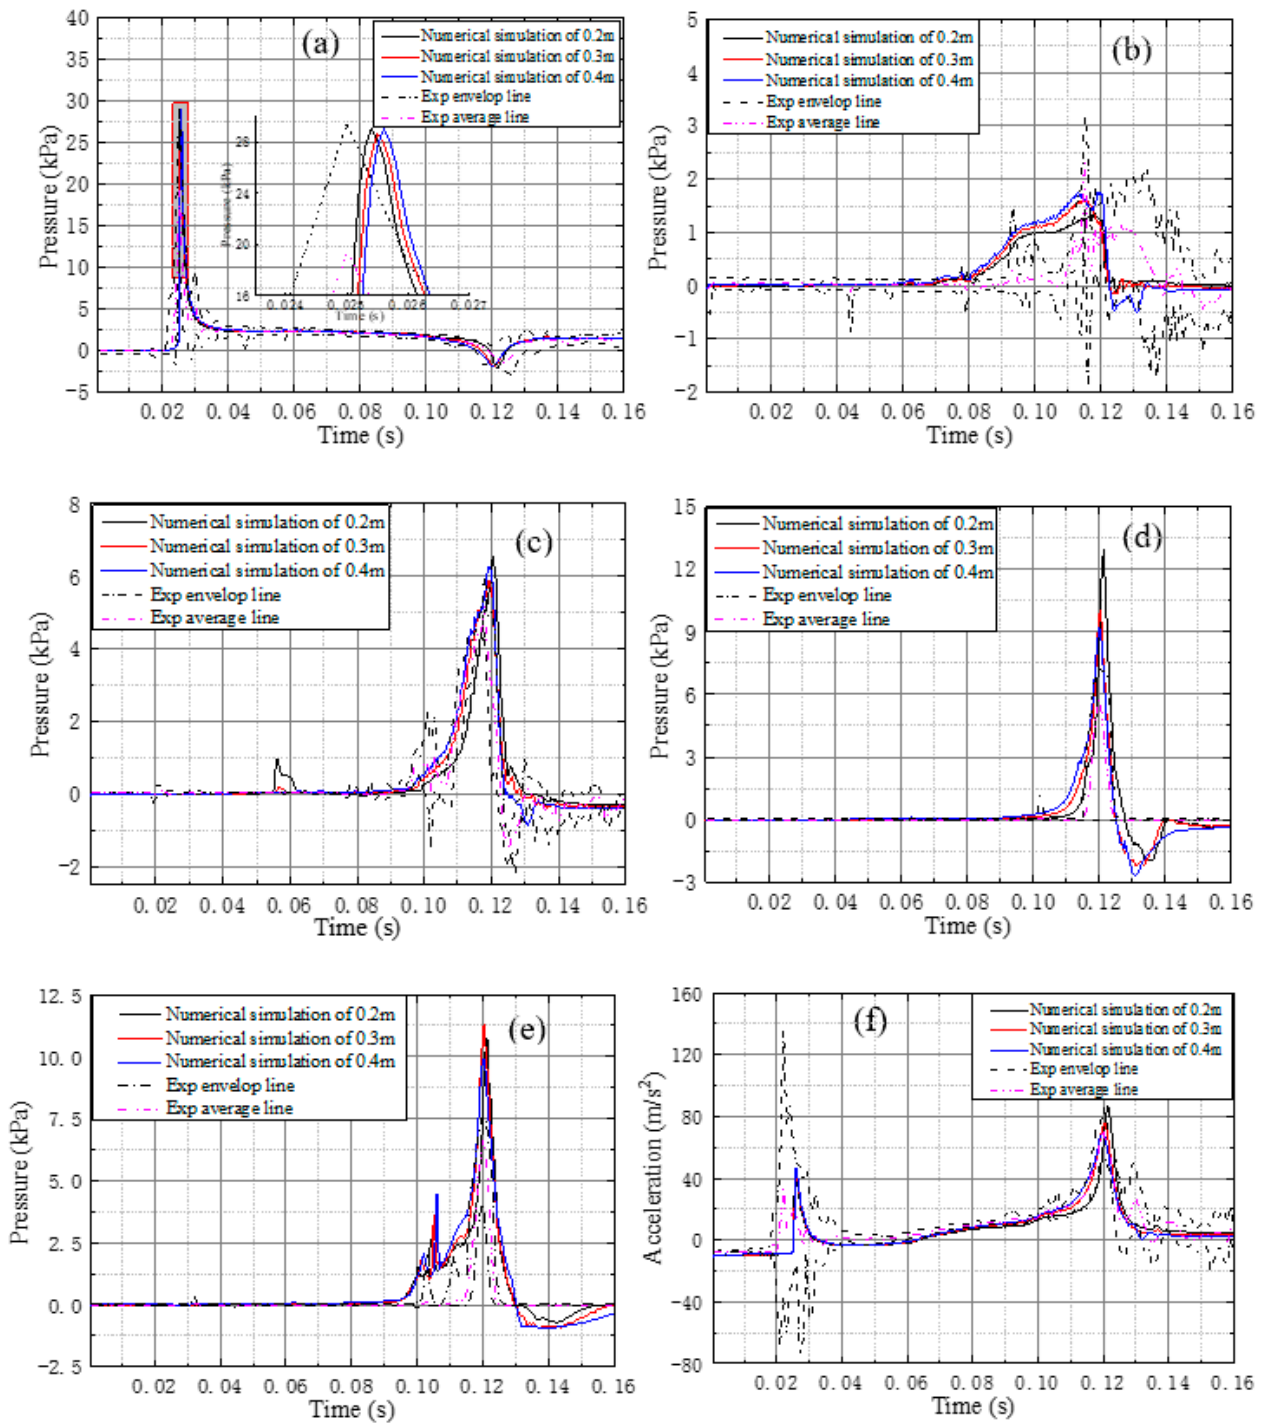 (a)
Numerical simulation of 0.2m
Numerical simulation of 0.3m
Numerical simulation of 0.4m
Exp envelop line
Exp average line
Pressure (kPa)
40
35
30
25
20
15
10
5
0
-5
0.02 0.04 0.06 0.08 0.10 0.12 0.14 0.16
Time (s)
Pressure (kPa)
28
24
20
16
0.024 0.025 0.026 0.027
Time (s)
(b)
Numerical simulation of 0.2m
Numerical simulation of 0.3m
Numerical simulation of 0.4m
Exp envelop line
Exp average line
Pressure (kPa)
5
4
3
2
1
0
-1
-2
0.02 0.04 0.06 0.08 0.10 0.12 0.14 0.16
Time (s)
(c)
Numerical simulation of 0.2m
Numerical simulation of 0.3m
Numerical simulation of 0.4m
Exp envelop line
Exp average line
Pressure (kPa)
8
6
4
2
0
-2
0.02 0.04 0.06 0.08 0.10 0.12 0.14 0.16
Time (s)
(d)
Numerical simulation of 0.2m
Numerical simulation of 0.3m
Numerical simulation of 0.4m
Exp envelop line
Exp average line
Pressure (kPa)
15
12
9
6
3
0
-3
0.02 0.04 0.06 0.08 0.10 0.12 0.14 0.16
Time (s)
(e)
Numerical simulation of 0.2m
Numerical simulation of 0.3m
Numerical simulation of 0.4m
Exp envelop line
Exp average line
Pressure (kPa)
12.5
10.0
7.5
5.0
2.5
0.0
-2.5
0.02 0.04 0.06 0.08 0.10 0.12 0.14 0.16
Time (s)
(f)
Numerical simulation of 0.2m
Numerical simulation of 0.3m
Numerical simulation of 0.4m
Exp envelop line
Exp average line
Acceleration (m/s²)
160
120
80
40
0
-40
-80
0.02 0.04 0.06 0.08 0.10 0.12 0.14 0.16
Time (s)